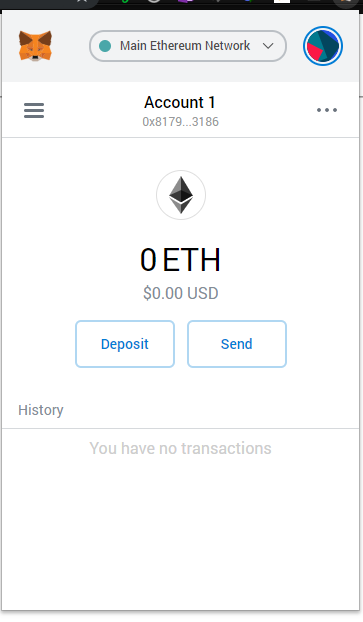 Main Ethereum Network
Account 1
0x8179...3186
0 ETH
$0.00 USD
Deposit
Send
History
You have no transactions